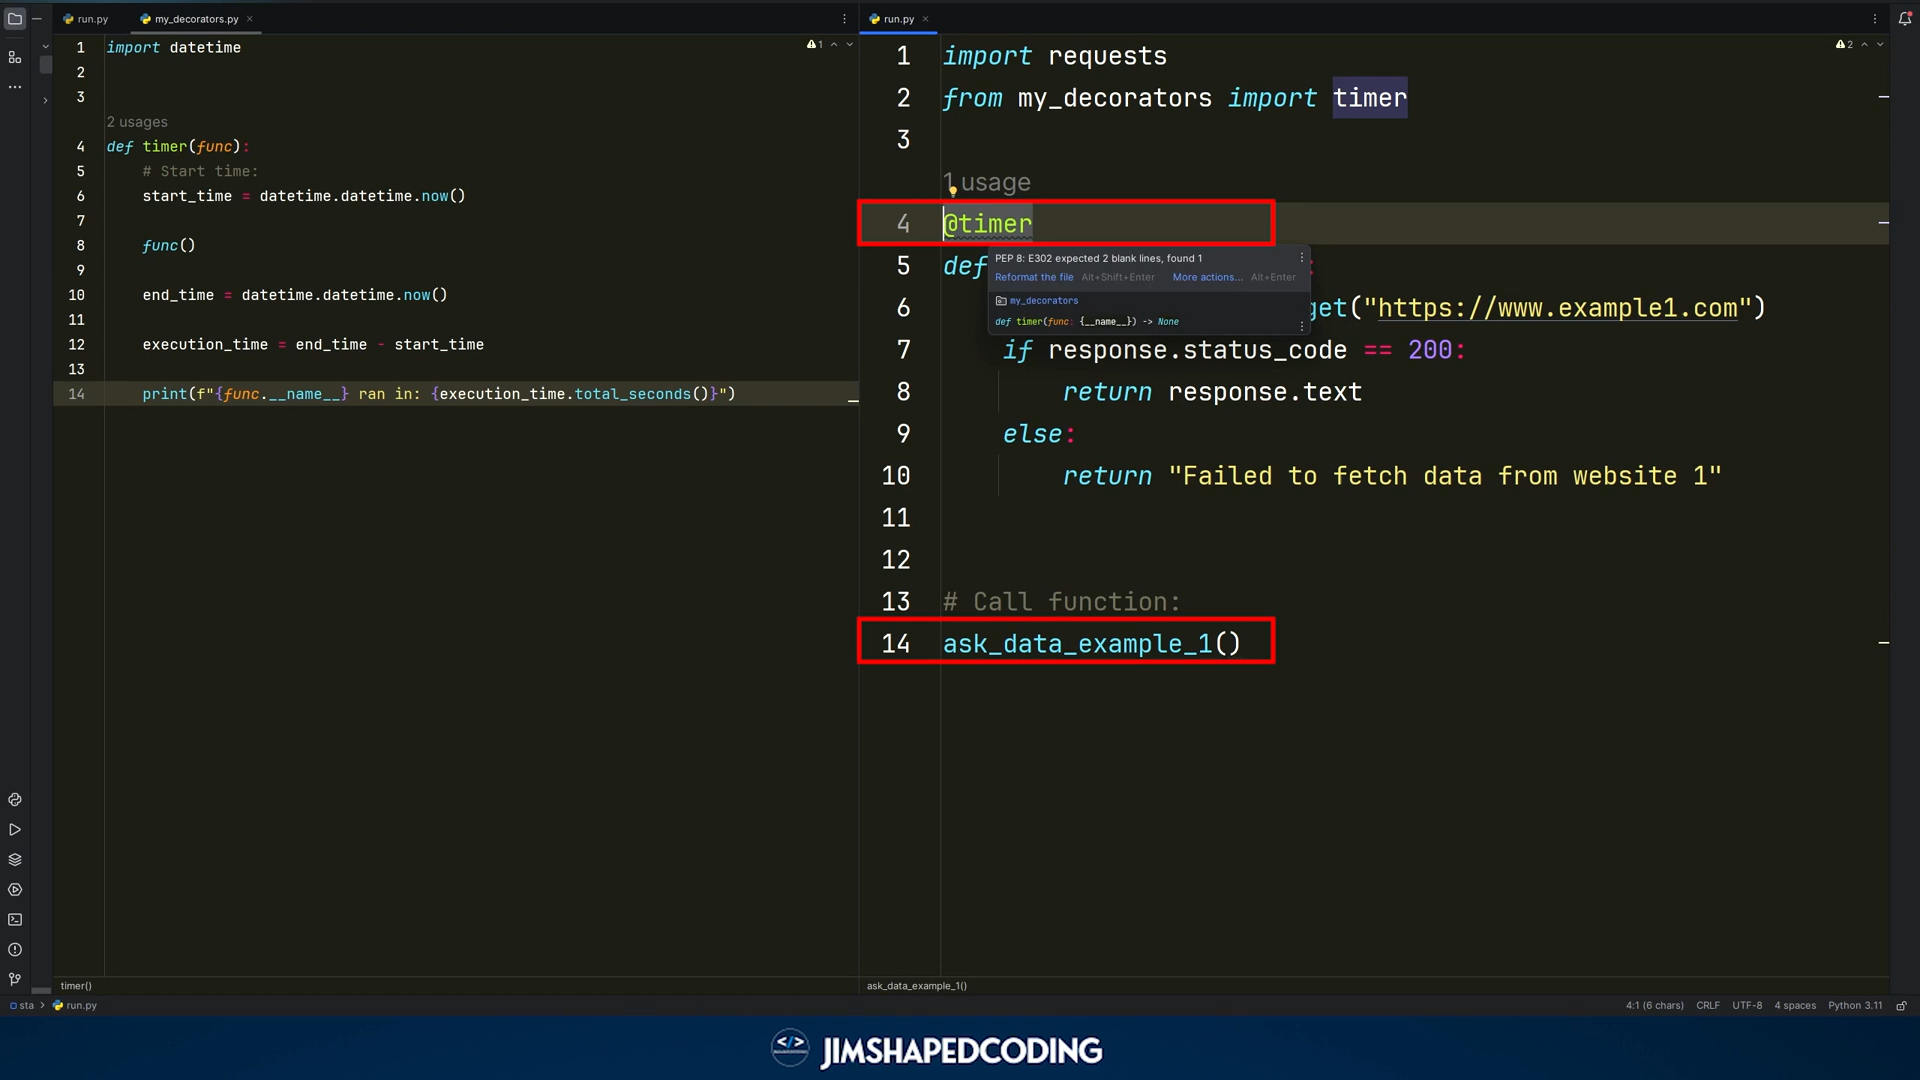 run.py
my_decorators.py
1
1 import datetime
2
3
2 usages
4 def timer(func):
5 # Start time:
6 start_time = datetime.datetime.now()
7
8 func()
9
10 end_time = datetime.datetime.now()
11
12 execution_time = end_time - start_time
13
14 print(f"{func.__name__} ran in: {execution_time.total_seconds()}")
timer()
run.py
2
1 import requests
2 from my_decorators import timer
3
1 usage
4 @timer
5 def
PEP 8: E302 expected 2 blank lines, found 1
Reformat the file Alt+Shift+Enter More actions... Alt+Enter
my_decorators
def timer(func: {__name__}) -> None
6 get("https://www.example1.com")
7 if response.status_code == 200:
8 return response.text
9 else:
10 return "Failed to fetch data from website 1"
11
12
13 # Call function:
14 ask_data_example_1()
ask_data_example_1()
sta > run.py
4:1 (6 chars) CRLF UTF-8 4 spaces Python 3.11
</> JIMSHAPEDCODING